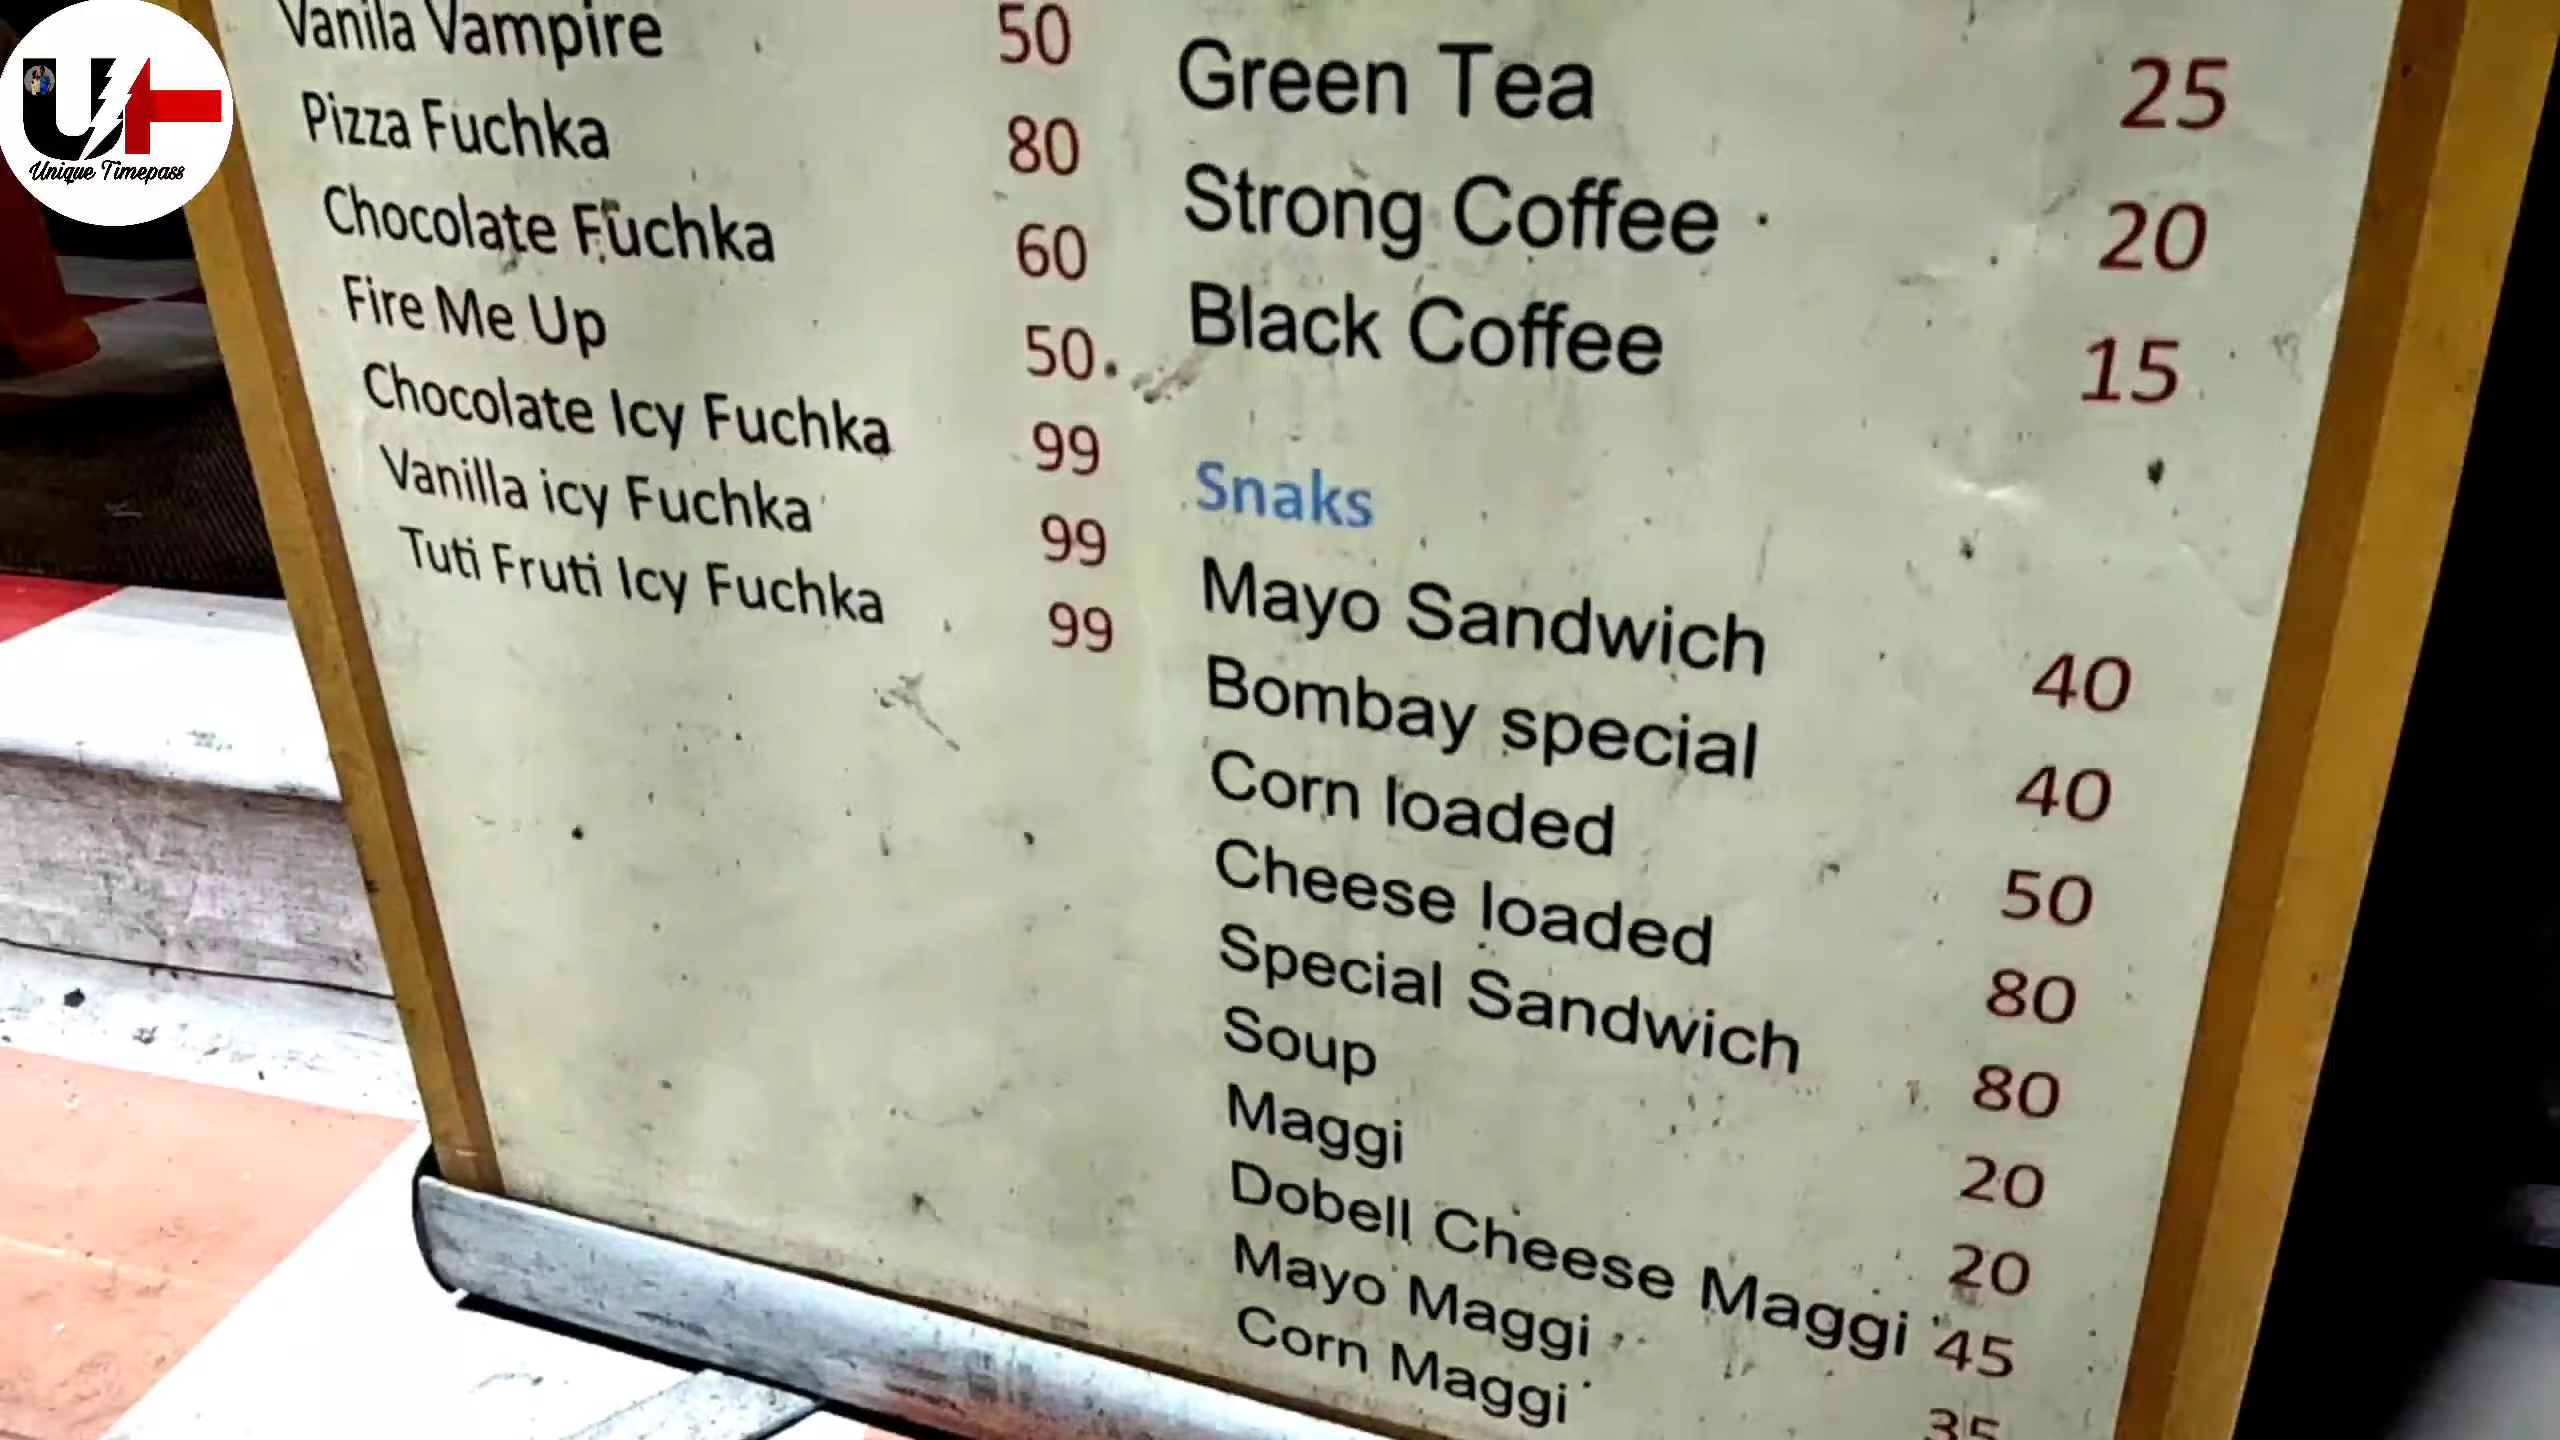 Unique Timepass
Vanila Vampire 50
Pizza Fuchka 80
Chocolate Fuchka 60
Fire Me Up 50
Chocolate Icy Fuchka 99
Vanilla icy Fuchka 99
Tuti Fruti Icy Fuchka 99
Green Tea 25
Strong Coffee 20
Black Coffee 15
Snaks
Mayo Sandwich 40
Bombay special 40
Corn loaded 50
Cheese loaded 80
Special Sandwich 80
Soup 20
Maggi 20
Dobell Cheese Maggi 45
Mayo Maggi 35
Corn Maggi